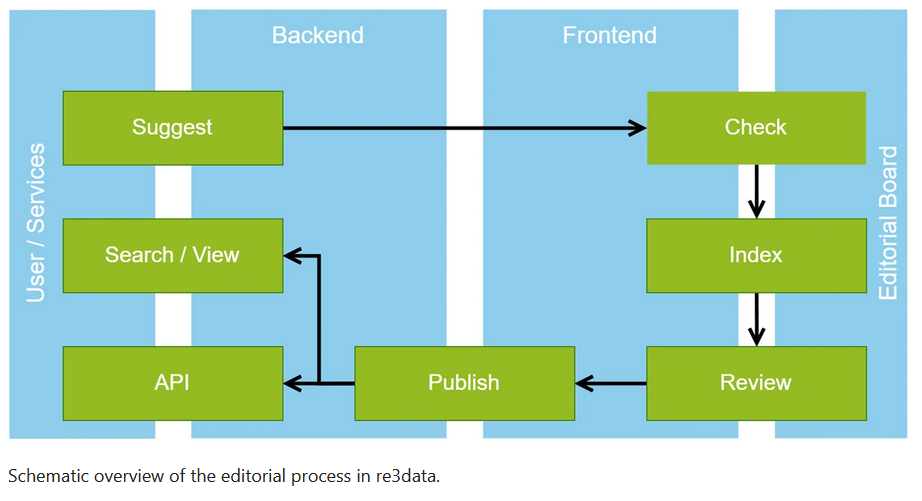 Backend
Frontend
User / Services
Editorial Board
Suggest
Check
Search / View
Index
API
Publish
Review
Schematic overview of the editorial process in re3data.